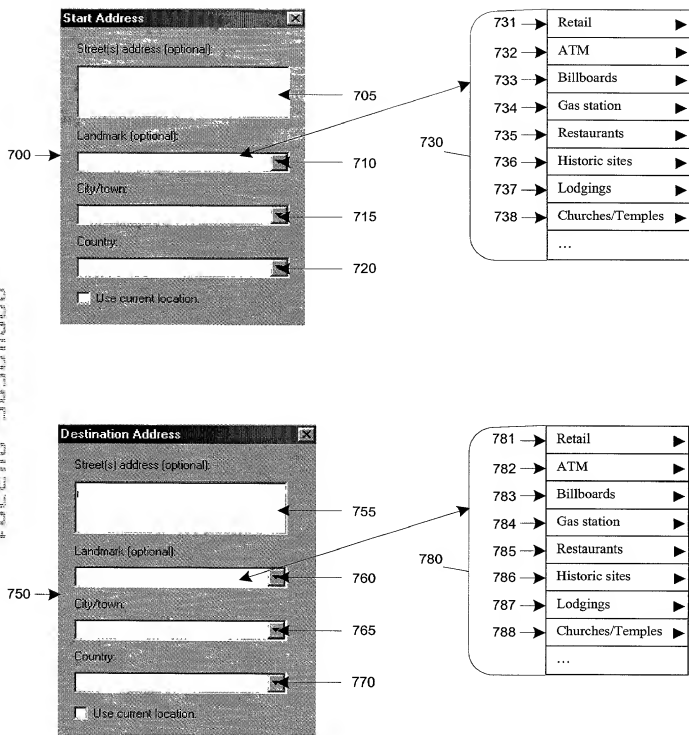 Start Address
Street(s) address (optional):
705
Landmark (optional):
700
710
City/town:
715
Country:
720
Use current location.
730
731 Retail
732 ATM
733 Billboards
734 Gas station
735 Restaurants
736 Historic sites
737 Lodgings
738 Churches/Temples
...
Destination Address
Street(s) address (optional):
755
Landmark (optional):
750
760
City/town:
765
Country:
770
Use current location.
780
781 Retail
782 ATM
783 Billboards
784 Gas station
785 Restaurants
786 Historic sites
787 Lodgings
788 Churches/Temples
...